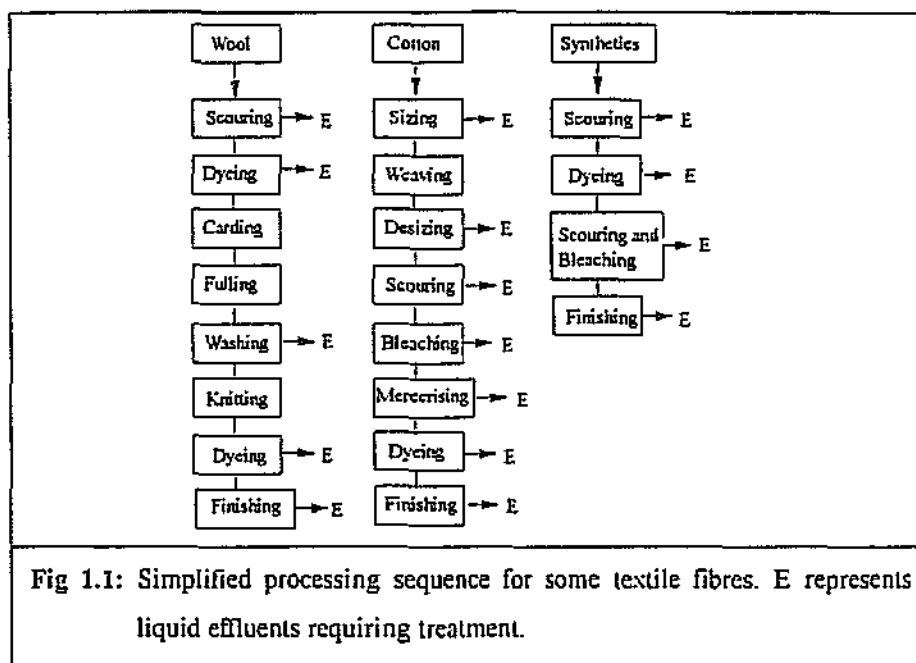 Wool
Scouring E
Dyeing E
Carding
Fulling
Washing E
Knitting
Dyeing E
Finishing E
Cotton
Sizing E
Weaving
Desizing E
Scouring E
Bleaching E
Mercerising E
Dyeing E
Finishing E
Synthetics
Scouring E
Dyeing E
Scouring and
Bleaching E
Finishing E
Fig 1.1: Simplified processing sequence for some textile fibres. E represents
liquid effluents requiring treatment.